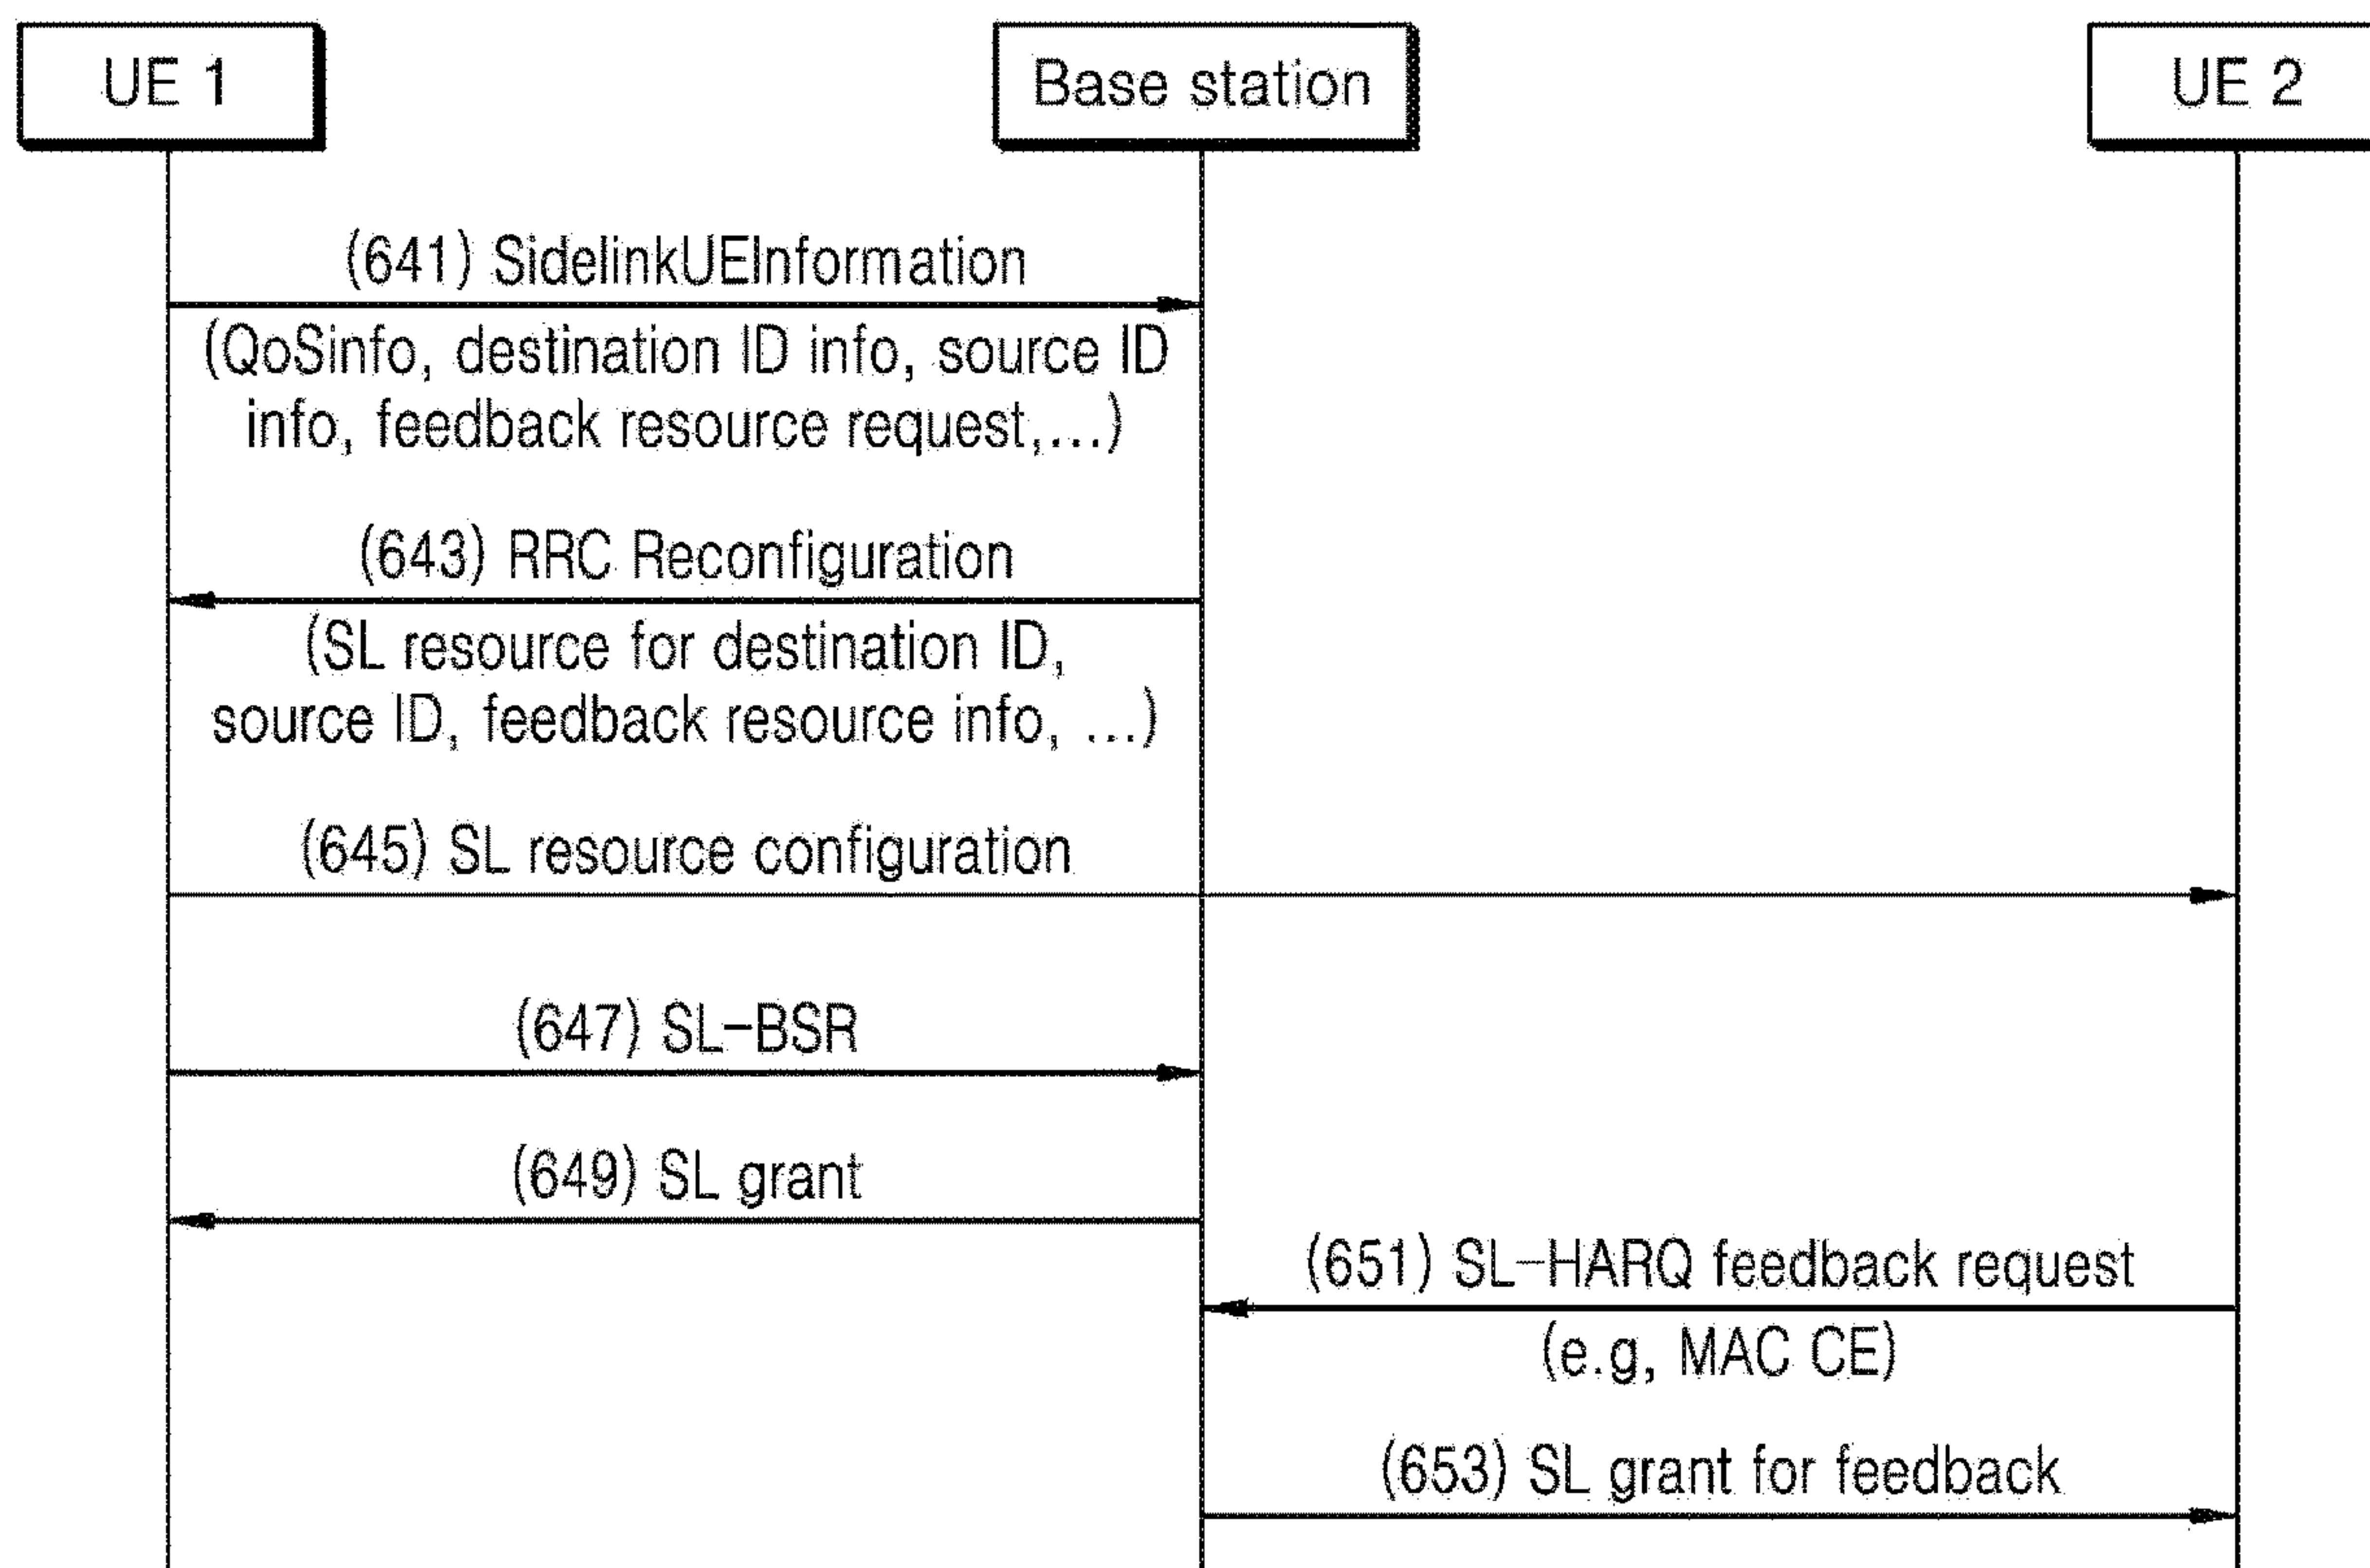 UE 1
Base station
UE 2
(641) SidelinkUEInformation
(QoSinfo, destination ID info, source ID
info, feedback resource request,...)
(643) RRC Reconfiguration
(SL resource for destination ID,
source ID, feedback resource info, ...)
(645) SL resource configuration
(647) SL-BSR
(649) SL grant
(651) SL-HARQ feedback request
(e.g, MAC CE)
(653) SL grant for feedback